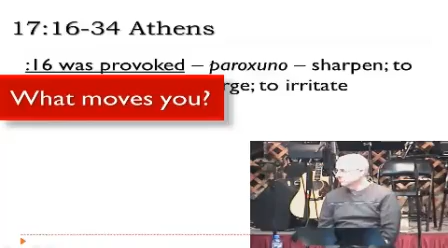 17:16-34 Athens
:16 was provoked – paroxuno – sharpen; to
to irritate
What moves you?